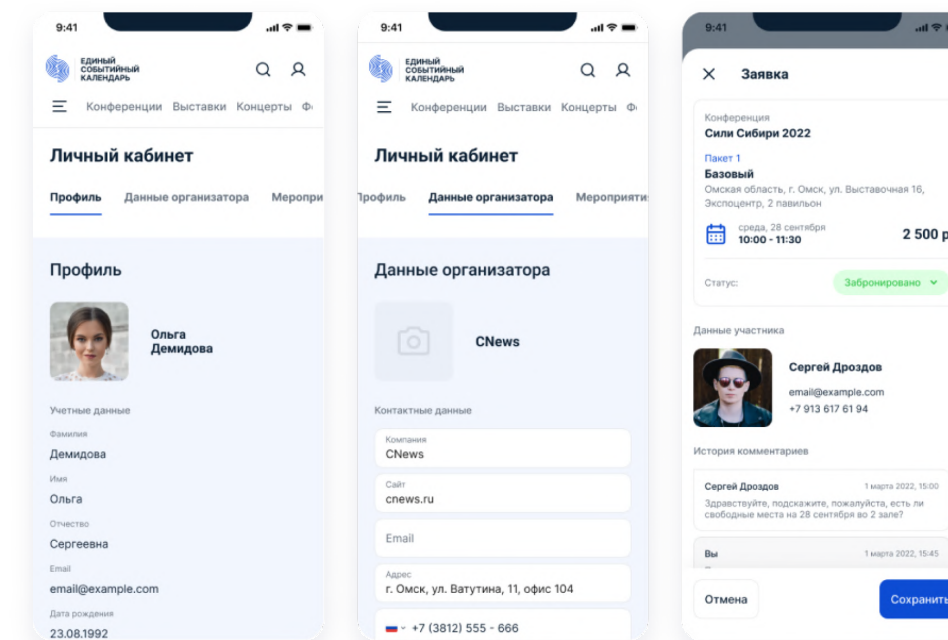 9:41
ЕДИНЫЙ
СОБЫТИЙНЫЙ
КАЛЕНДАРЬ
Конференции Выставки Концерты Ф
Личный кабинет
Профиль Данные организатора Меропри
Профиль
Ольга
Демидова
Учетные данные
Фамилия
Демидова
Имя
Ольга
Отчество
Сергеевна
Email
email@example.com
Дата рождения
23.08.1992
9:41
ЕДИНЫЙ
СОБЫТИЙНЫЙ
КАЛЕНДАРЬ
Конференции Выставки Концерты Ф
Личный кабинет
Профиль Данные организатора Мероприятия
Данные организатора
CNews
Контактные данные
Компания
CNews
Сайт
cnews.ru
Email
Адрес
г. Омск, ул. Ватутина, 11, офис 104
+7 (3812) 555 - 666
9:41
Заявка
Конференция
Сили Сибири 2022
Пакет 1
Базовый
Омская область, г. Омск, ул. Выставочная 16,
Экспоцентр, 2 павильон
среда, 28 сентября
10:00 - 11:30
2 500 р
Статус:
Забронировано
Данные участника
Сергей Дроздов
email@example.com
+7 913 617 61 94
История комментариев
Сергей Дроздов 1 марта 2022, 15:00
Здравствуйте, подскажите, пожалуйста, есть ли
свободные места на 28 сентября во 2 зале?
Вы 1 марта 2022, 15:45
Отмена
Сохранить